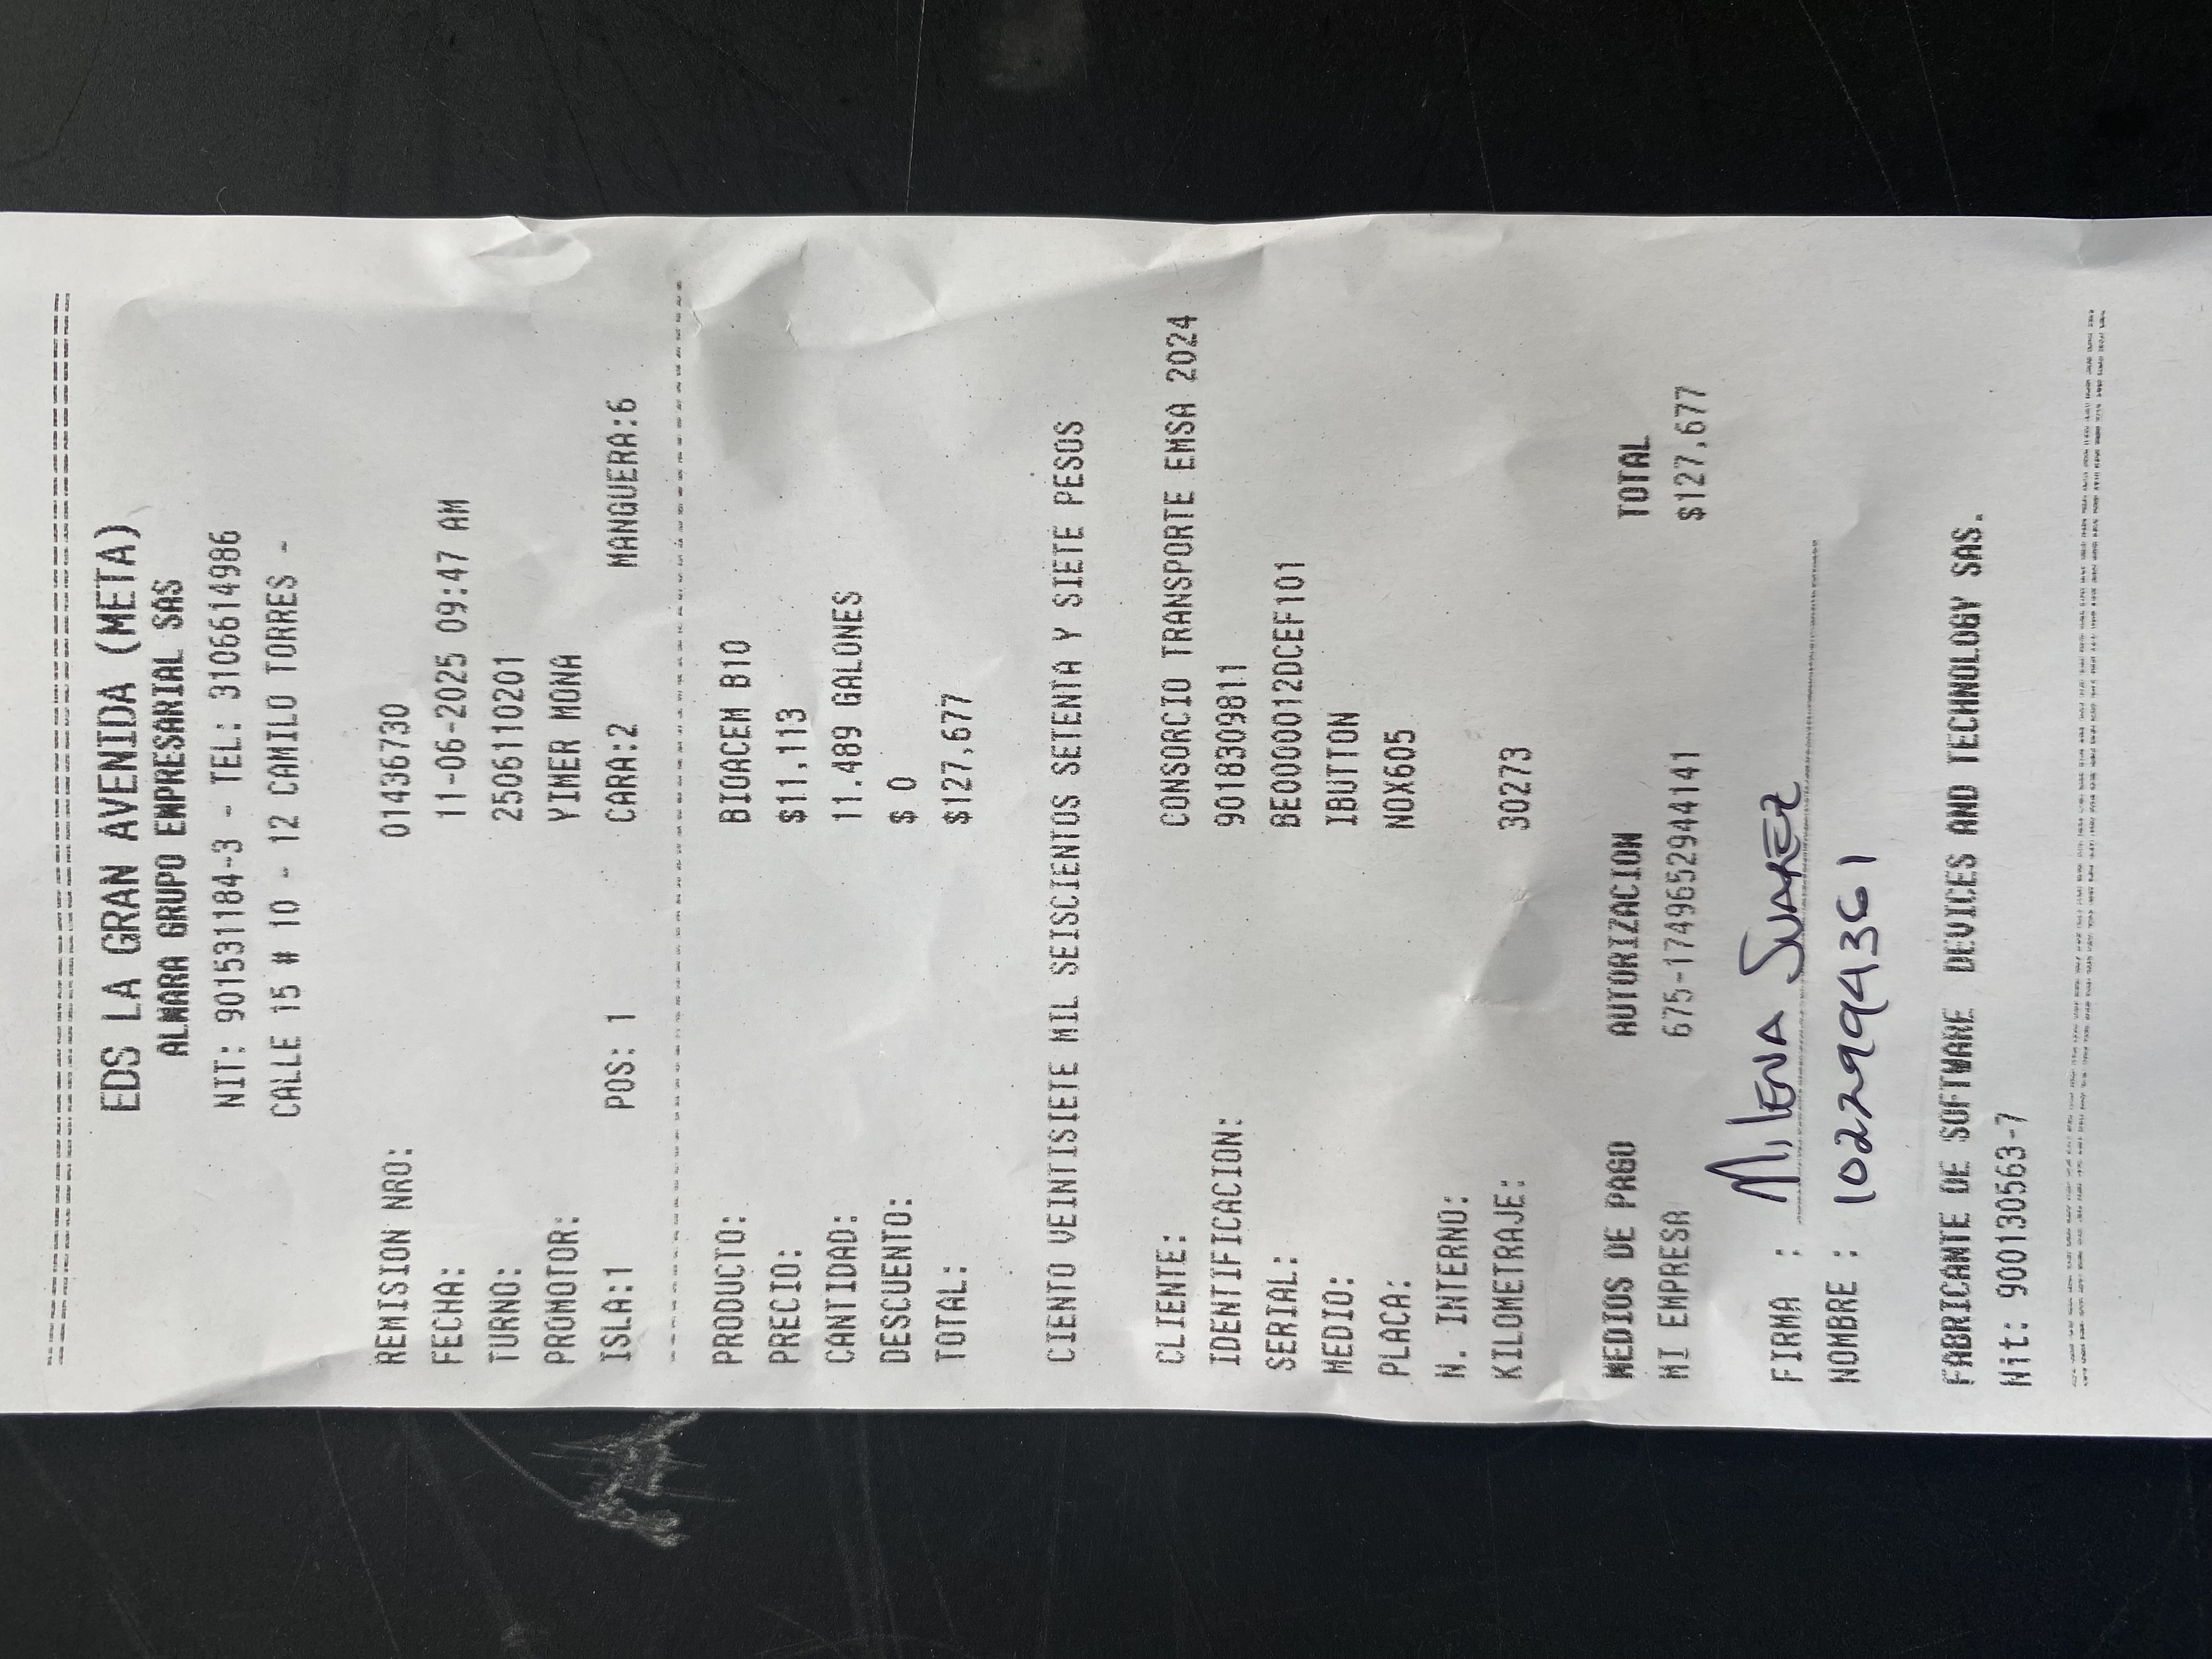 EDS LA GRAN AVENIDA (META)
ALMARA GRUPO EMPRESARIAL SAS
NIT: 901531184-3 - TEL: 3106614986
CALLE 15 # 10 - 12 CAMILO TORRES -
REMISION NRO: 01436730
FECHA: 11-06-2025 09:47 AM
TURNO: 250611020​1
PROMOTOR: YIMER MONA
ISLA:1 POS: 1 CARA:2 MANGUERA:6
PRODUCTO: BIOACEM B10
PRECIO: $11,113
CANTIDAD: 11.489 GALONES
DESCUENTO: $ 0
TOTAL: $127,677
CIENTO VEINTISIETE MIL SEISCIENTOS SETENTA Y SIETE PESOS
CLIENTE: CONSORCIO TRANSPORTE EMSA 2024
IDENTIFICACION: 9018309811
SERIAL: BE0000012DCEF101
MEDIO: IBUTTON
PLACA: NOX605
N. INTERNO:
KILOMETRAJE: 30273
MEDIOS DE PAGO AUTORIZACION TOTAL
MI EMPRESA 675-1749652944141 $127,677
FIRMA : MILENA SUAREZ
NOMBRE : 1022994361
FABRICANTE DE SOFTWARE DEVICES AND TECHNOLOGY SAS.
Nit: 900130563-7